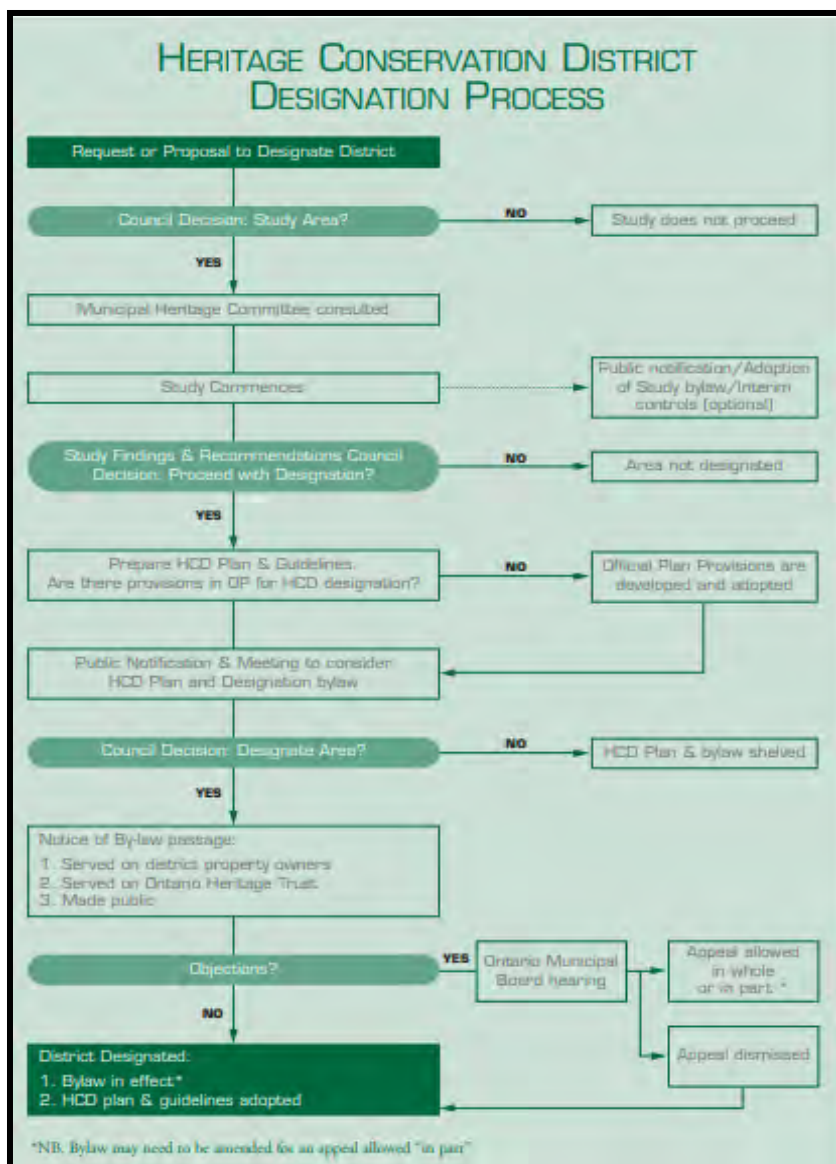 HERITAGE CONSERVATION DISTRICT
DESIGNATION PROCESS
Request or Proposal to Designate District
Council Decision: Study Area?
NO
Study does not proceed
YES
Municipal Heritage Committee consulted
Study Commences
Public notification/Adoption
of Study bylaw/Interim
controls (optional)
Study Findings & Recommendations Council
Decision: Proceed with Designation?
NO
Area not designated
YES
Prepare HCD Plan & Guidelines.
Are there provisions in OP for HCD designation?
NO
Official Plan Provisions are
developed and adopted
Public Notification & Meeting to consider
HCD Plan and Designation bylaw
Council Decision: Designate Area?
NO
HCD Plan & bylaw shelved
YES
Notice of By-law passage:
1. Served on district property owners
2. Served on Ontario Heritage Trust
3. Made public
Objections?
YES
Ontario Municipal
Board hearing
Appeal allowed
in whole
or in part *
NO
Appeal dismissed
District Designated:
1. Bylaw in effect*
2. HCD plan & guidelines adopted
*NB. Bylaw may need to be amended for an appeal allowed "in part"